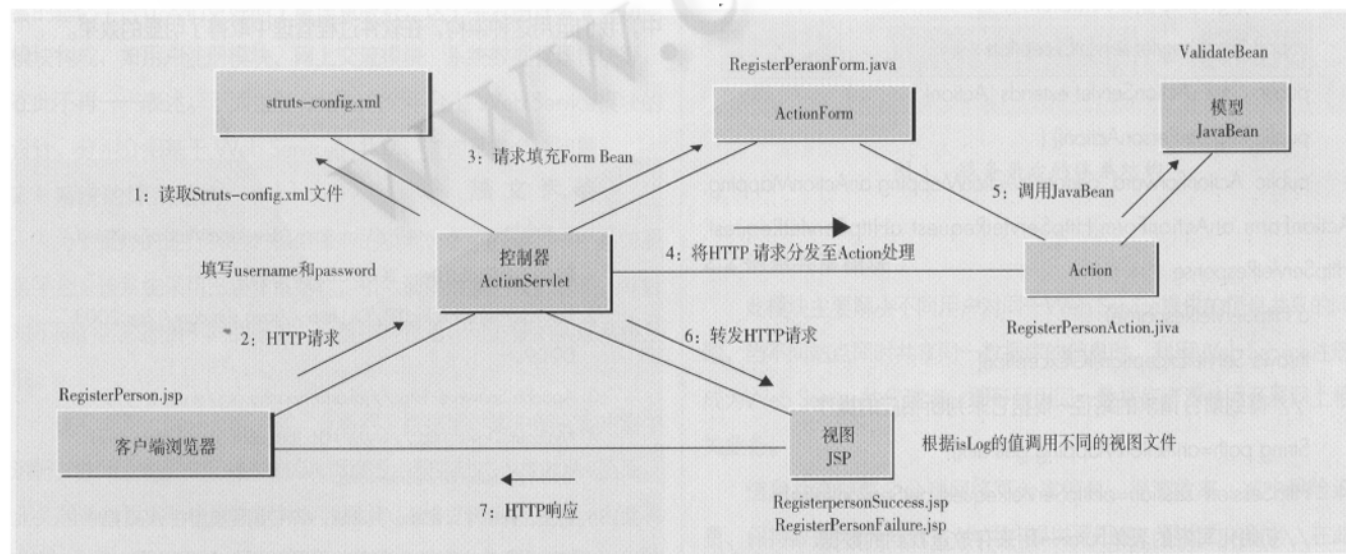 RegisterPeraonForm.java
ValidateBean
struts-config.xml
ActionForm
模型
JavaBean
3：请求填充Form Bean
1：读取Struts-config.xml文件
5：调用JavaBean
控制器
ActionServlet
4：将HTTP 请求分发至Action处理
Action
填写username和password
RegisterPersonAction.jiva
2：HTTP请求
6：转发HTTP请求
RegisterPerson.jsp
客户端浏览器
视图
JSP
根据isLog的值调用不同的视图文件
7：HTTP响应
RegisterpersonSuccess.jsp
RegisterPersonFailure.jsp
www.c